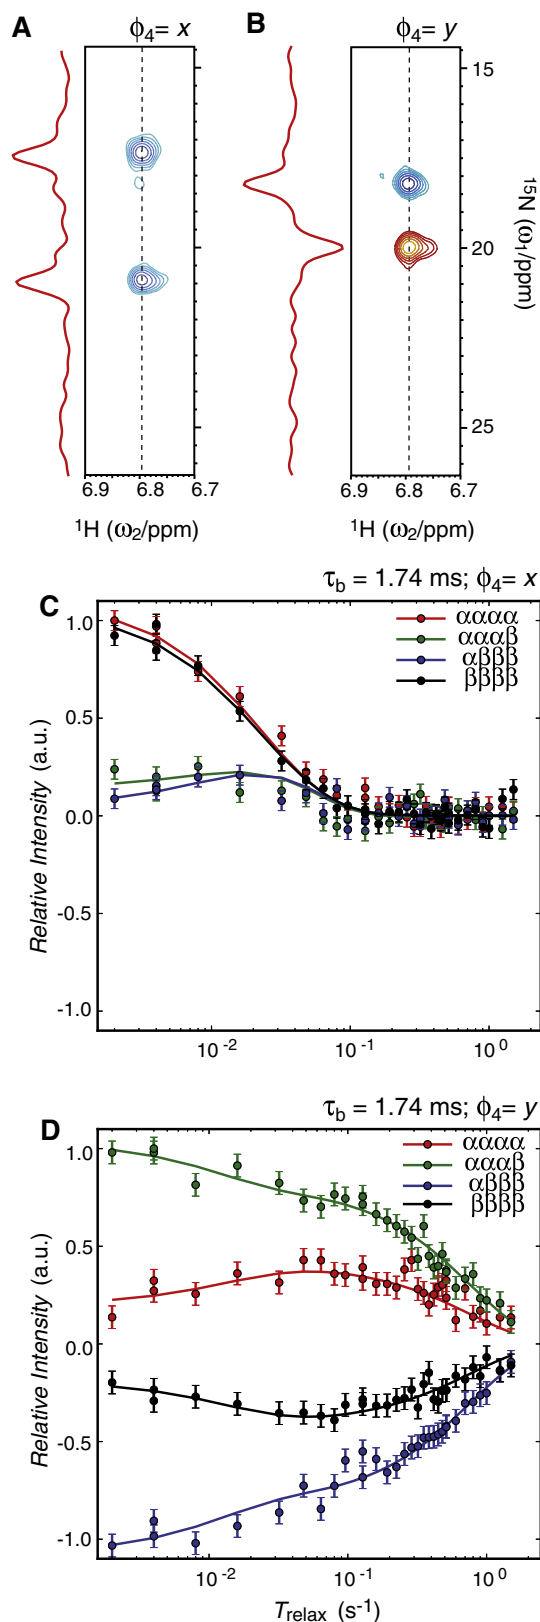 A
ϕ4= x
B
ϕ4= y
15
20
25
15N (ω1/ppm)
6.9
6.8
6.7
6.9
6.8
6.7
1H (ω2/ppm)
1H (ω2/ppm)
τb = 1.74 ms; ϕ4= x
C
αααα
αααβ
αβββ
ββββ
1.0
0.5
0.0
-0.5
-1.0
Relative Intensity (a.u.)
10-2
10-1
100
τb = 1.74 ms; ϕ4= y
D
αααα
αααβ
αβββ
ββββ
1.0
0.5
0.0
-0.5
-1.0
Relative Intensity (a.u.)
10-2
10-1
100
Trelax (s-1)